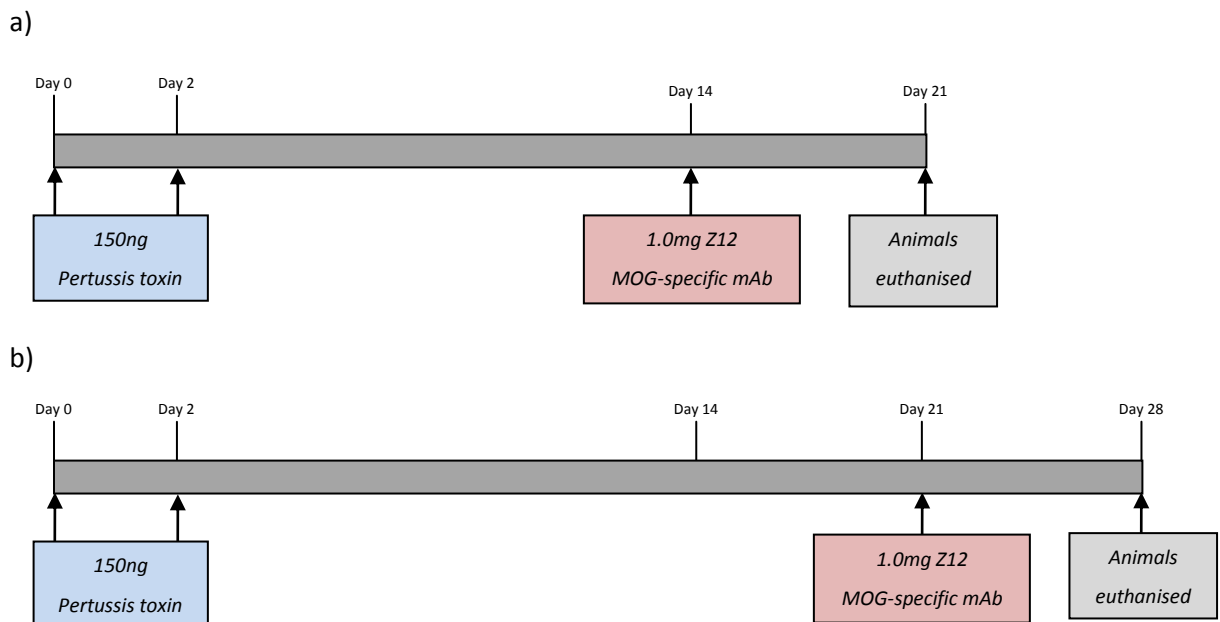 a)
Day 0
Day 2
Day 14
Day 21
150ng
Pertussis toxin
1.0mg Z12
MOG-specific mAb
Animals
euthanised
b)
Day 0
Day 2
Day 14
Day 21
Day 28
150ng
Pertussis toxin
1.0mg Z12
MOG-specific mAb
Animals
euthanised